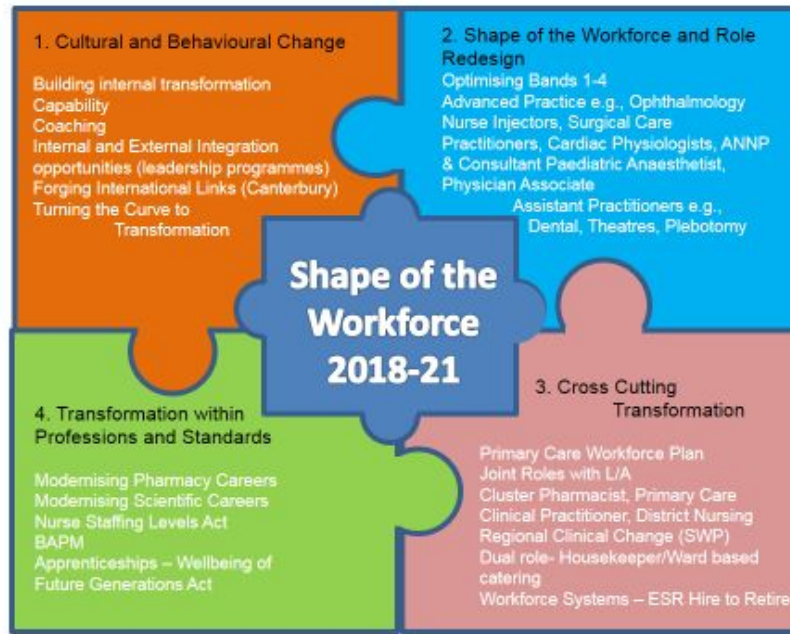 1. Cultural and Behavioural Change
Building internal transformation
Capability
Coaching
Internal and External Integration
opportunities (leadership programmes)
Forging International Links (Canterbury)
Turning the Curve to
Transformation
2. Shape of the Workforce and Role
Redesign
Optimising Bands 1-4
Advanced Practice e.g., Ophthalmology
Nurse Injectors, Surgical Care
Practitioners, Cardiac Physiologists, ANNP
& Consultant Paediatric Anaesthetist,
Physician Associate
Assistant Practitioners e.g.,
Dental, Theatres, Plebotomy
Shape of the
Workforce
2018-21
3. Cross Cutting
Transformation
Primary Care Workforce Plan
Joint Roles with L/A
Cluster Pharmacist, Primary Care
Clinical Practitioner, District Nursing
Regional Clinical Change (SWP)
Dual role- Housekeeper/Ward based
catering
Workforce Systems – ESR Hire to Retire
4. Transformation within
Professions and Standards
Modernising Pharmacy Careers
Modernising Scientific Careers
Nurse Staffing Levels Act
BAPM
Apprenticeships – Wellbeing of
Future Generations Act